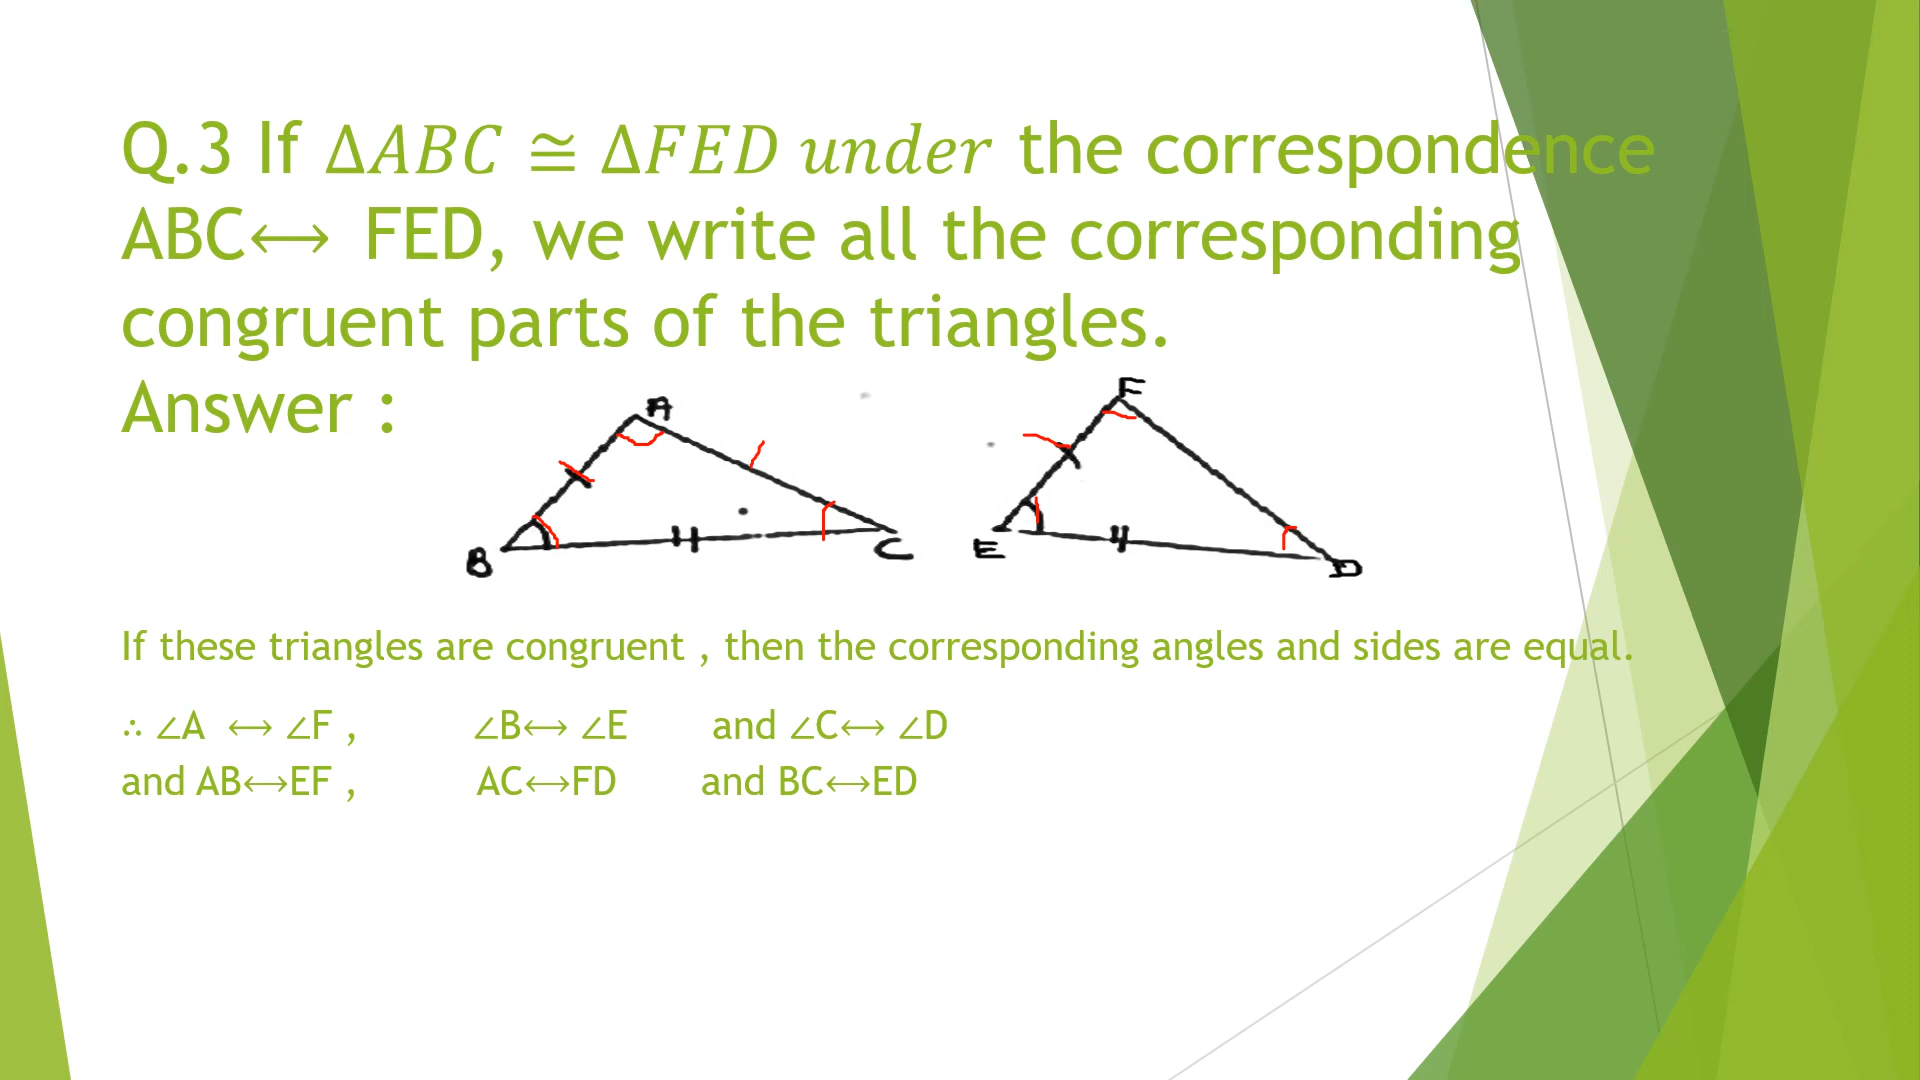 Q.3 If ∆ABC ≅ ∆FED under the correspondence
ABC⟷ FED, we write all the corresponding
congruent parts of the triangles.
Answer :
A
B
C
F
E
D
If these triangles are congruent , then the corresponding angles and sides are equal.
∴ ∠A ⟷ ∠F , ∠B⟷ ∠E and ∠C⟷ ∠D
and AB⟷EF , AC⟷FD and BC⟷ED